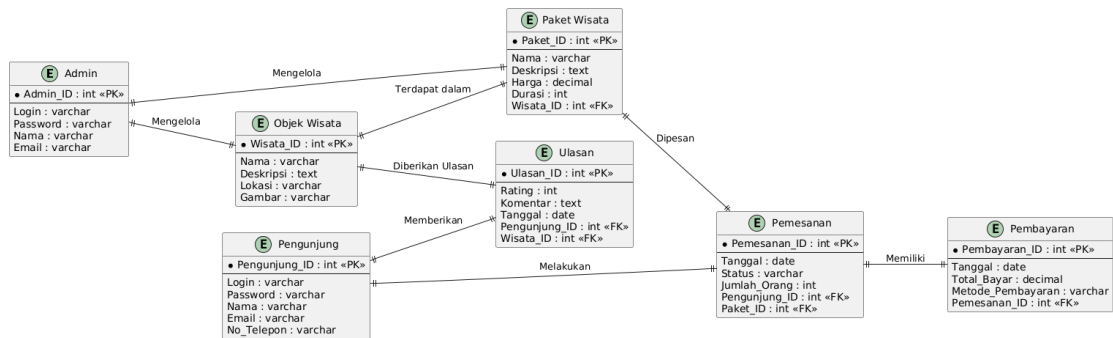 E Admin
• Admin_ID : int «PK»
Login : varchar
Password : varchar
Nama : varchar
Email : varchar
Mengelola
Mengelola
E Objek Wisata
• Wisata_ID : int «PK»
Nama : varchar
Deskripsi : text
Lokasi : varchar
Gambar : varchar
Terdapat dalam
E Paket Wisata
• Paket_ID : int «PK»
Nama : varchar
Deskripsi : text
Harga : decimal
Durasi : int
Wisata_ID : int «FK»
Diberikan Ulasan
E Ulasan
• Ulasan_ID : int «PK»
Rating : int
Komentar : text
Tanggal : date
Pengunjung_ID : int «FK»
Wisata_ID : int «FK»
Memberikan
E Pengunjung
• Pengunjung_ID : int «PK»
Login : varchar
Password : varchar
Nama : varchar
Email : varchar
No_Telepon : varchar
Melakukan
Dipesan
E Pemesanan
• Pemesanan_ID : int «PK»
Tanggal : date
Status : varchar
Jumlah_Orang : int
Pengunjung_ID : int «FK»
Paket_ID : int «FK»
Memiliki
E Pembayaran
• Pembayaran_ID : int «PK»
Tanggal : date
Total_Bayar : decimal
Metode_Pembayaran : varchar
Pemesanan_ID : int «FK»